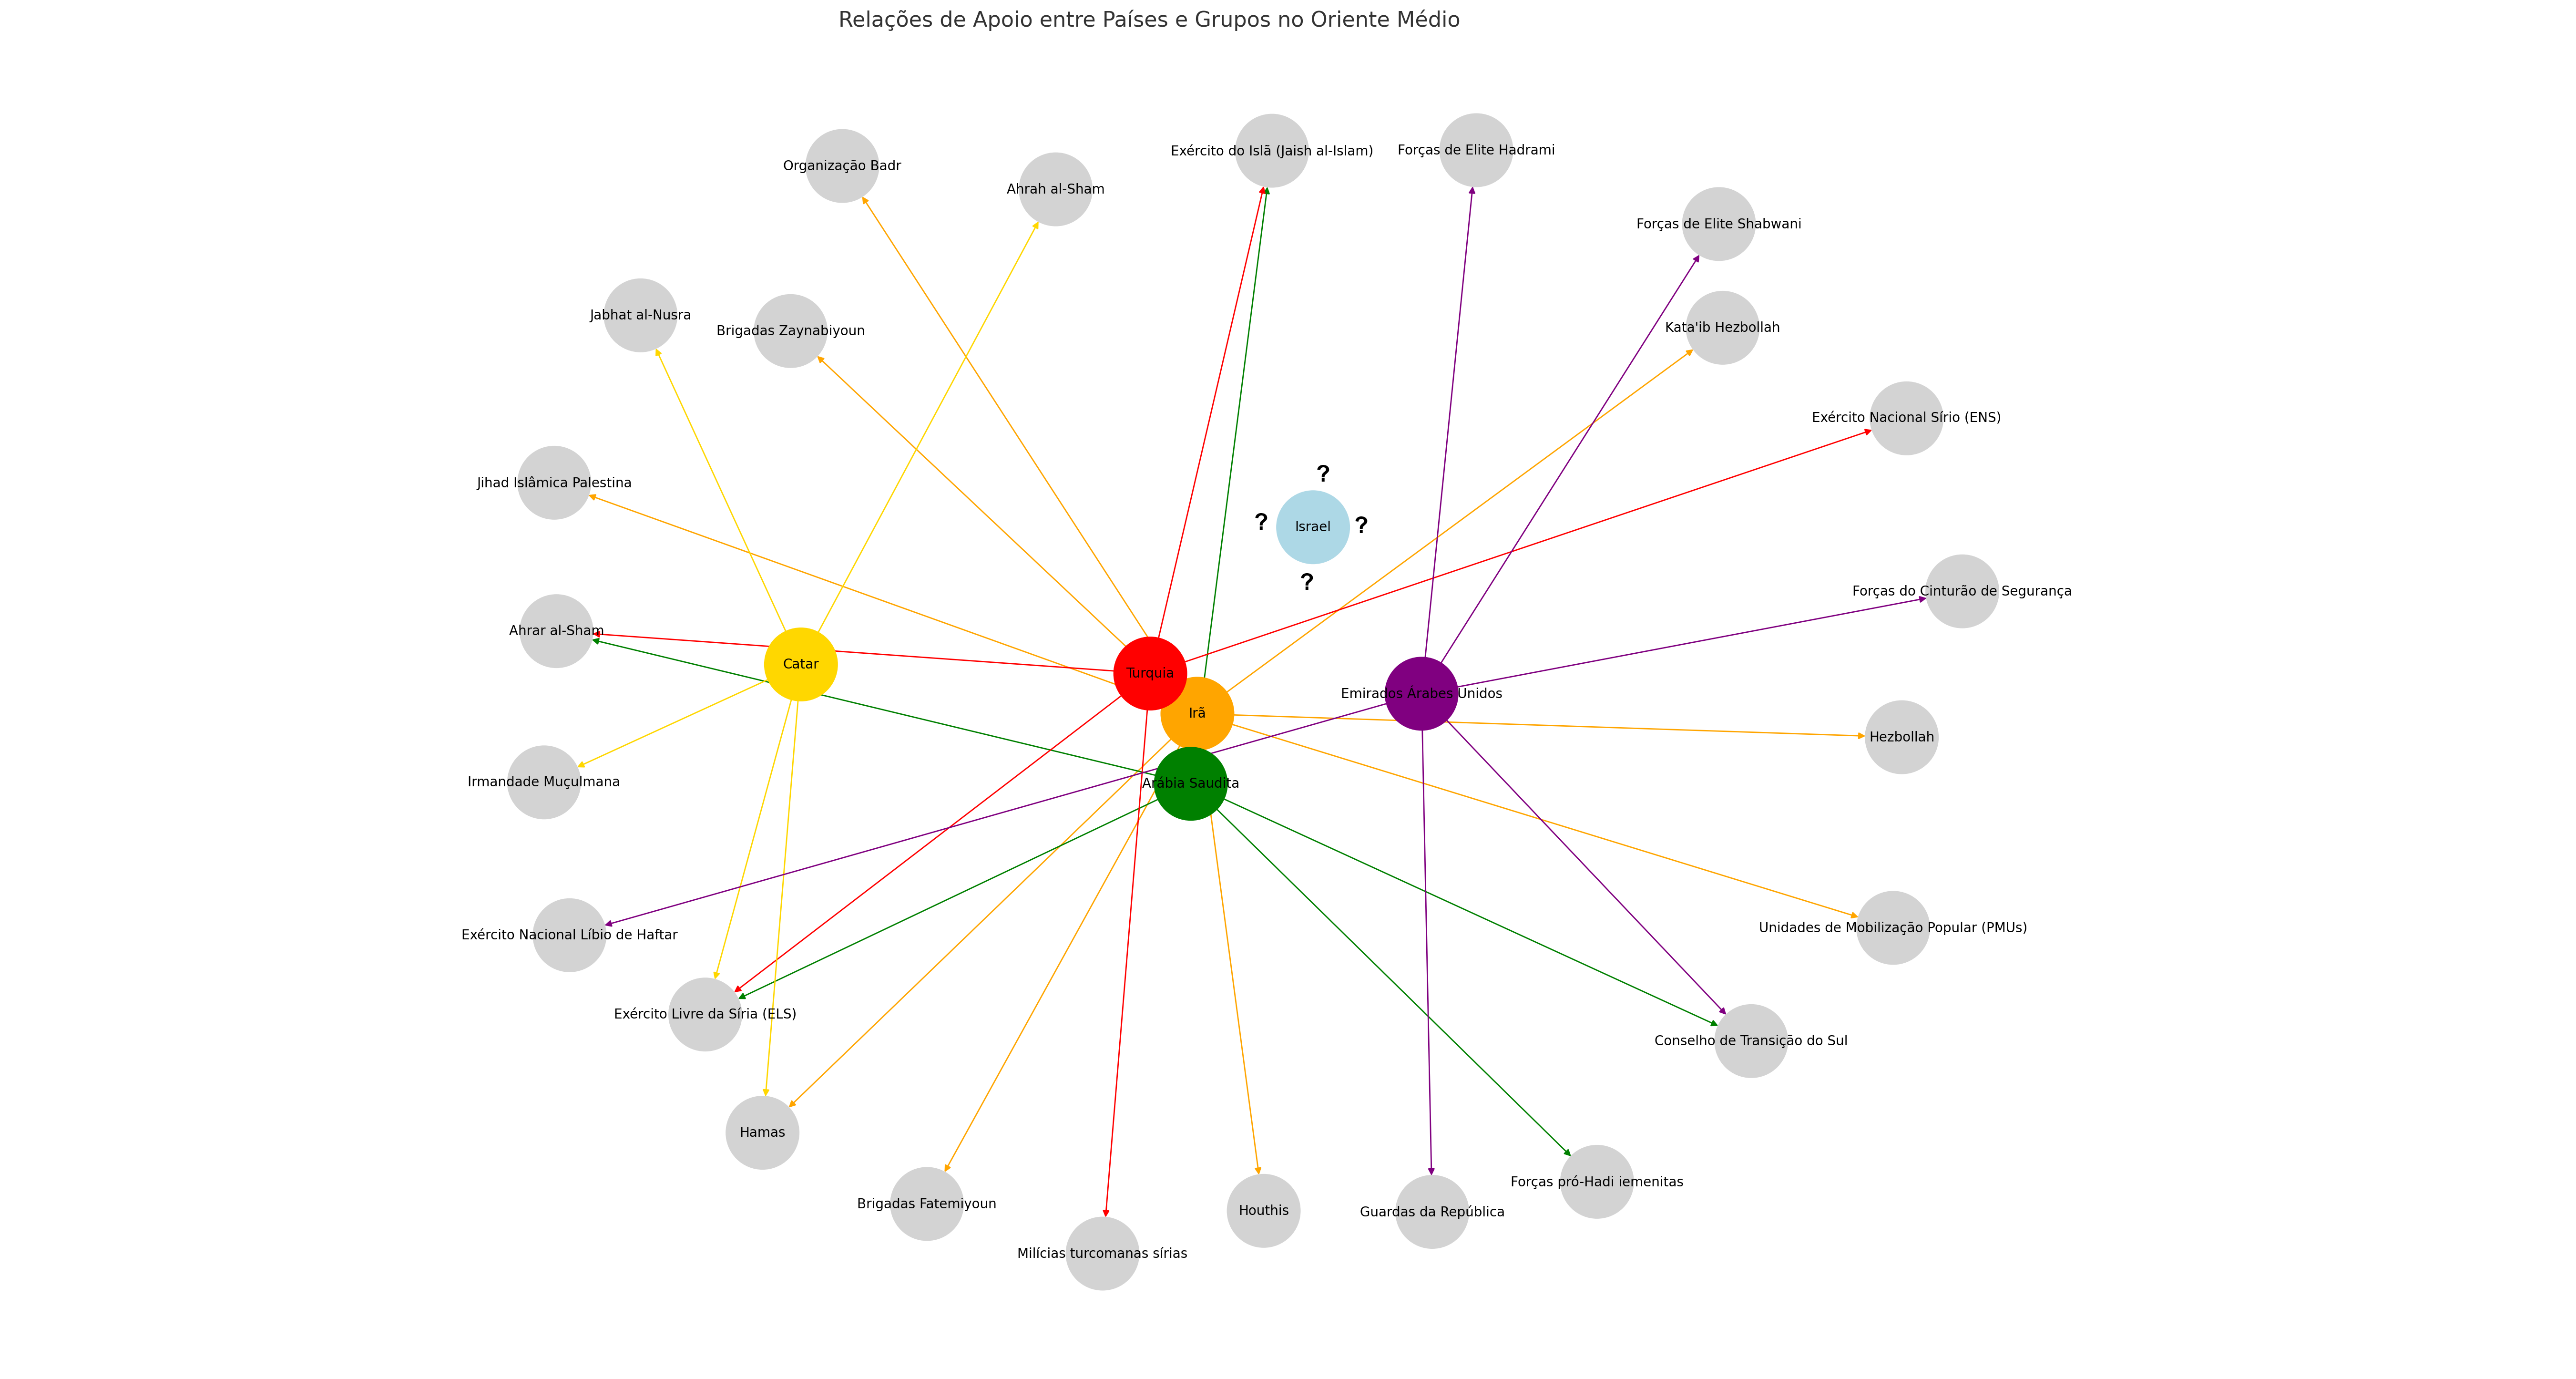 Relações de Apoio entre Países e Grupos no Oriente Médio
Exército do Islã (Jaish al-Islam)
Forças de Elite Hadrami
Organização Badr
Ahrah al-Sham
Forças de Elite Shabwani
Jabhat al-Nusra
Brigadas Zaynabiyoun
Kata'ib Hezbollah
Exército Nacional Sírio (ENS)
?
Jihad Islâmica Palestina
?
Israel
?
?
Forças do Cinturão de Segurança
Ahrar al-Sham
Catar
Turquia
Emirados Árabes Unidos
Irã
Hezbollah
Irmandade Muçulmana
Arábia Saudita
Exército Nacional Líbio de Haftar
Unidades de Mobilização Popular (PMUs)
Exército Livre da Síria (ELS)
Conselho de Transição do Sul
Hamas
Forças pró-Hadi iemenitas
Brigadas Fatemiyoun
Houthis
Guardas da República
Milícias turcomanas sírias